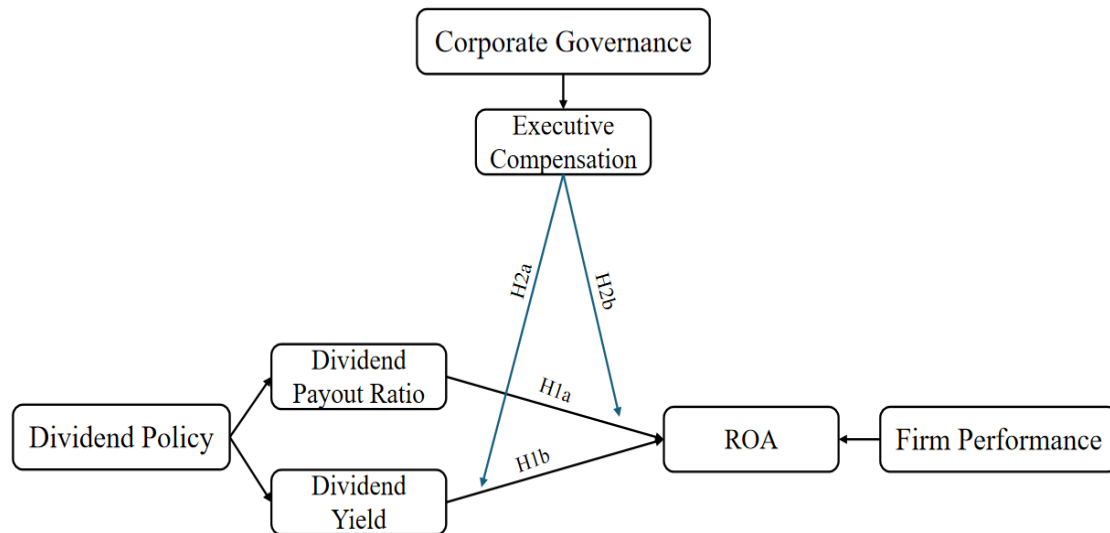 Corporate Governance
Executive
Compensation
H2a
H2b
Dividend
Payout Ratio
H1a
Dividend Policy
ROA
Firm Performance
H1b
Dividend
Yield